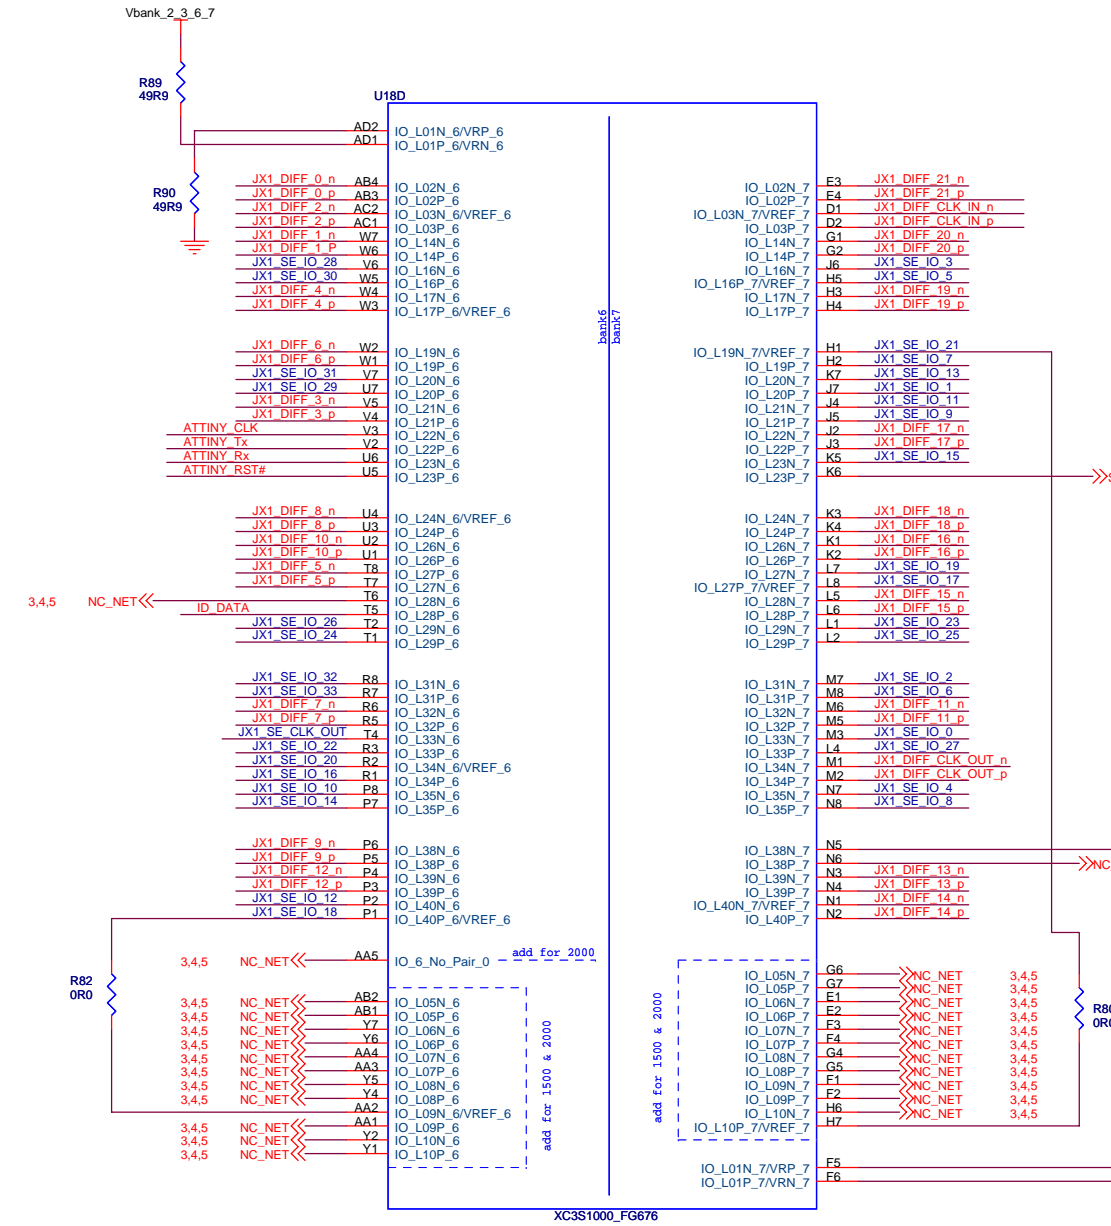 Vbank_2_3_6_7
R89
49R9
U18D
AD2 IO_L01N_6/VRP_6
AD1 IO_L01P_6/VRN_6
R90
49R9
JX1_DIFF_0_n AB4 IO_L02N_6
JX1_DIFF_0_p AB3 IO_L02P_6
JX1_DIFF_2_n AC2 IO_L03N_6/VREF_6
JX1_DIFF_2_p AC1 IO_L03P_6
JX1_DIFF_1_n W7 IO_L14N_6
JX1_DIFF_1_P W6 IO_L14P_6
JX1_SE_IO_28 V6 IO_L16N_6
JX1_SE_IO_30 W5 IO_L16P_6
JX1_DIFF_4_n W4 IO_L17N_6
JX1_DIFF_4_p W3 IO_L17P_6/VREF_6
JX1_DIFF_6_n W2 IO_L19N_6
JX1_DIFF_6_p W1 IO_L19P_6
JX1_SE_IO_31 V7 IO_L20N_6
JX1_SE_IO_29 U7 IO_L20P_6
JX1_DIFF_3_n V5 IO_L21N_6
JX1_DIFF_3_p V4 IO_L21P_6
ATTINY_CLK V3 IO_L22N_6
ATTINY_Tx V2 IO_L22P_6
ATTINY_Rx U6 IO_L23N_6
ATTINY_RST# U5 IO_L23P_6
JX1_DIFF_8_n U4 IO_L24N_6/VREF_6
JX1_DIFF_8_p U3 IO_L24P_6
JX1_DIFF_10_n U2 IO_L26N_6
JX1_DIFF_10_p U1 IO_L26P_6
JX1_DIFF_5_n T8 IO_L27P_6
JX1_DIFF_5_p T7 IO_L27N_6
3,4,5 NC_NET T6 IO_L28N_6
ID_DATA T5 IO_L28P_6
JX1_SE_IO_26 T2 IO_L29N_6
JX1_SE_IO_24 T1 IO_L29P_6
JX1_SE_IO_32 R8 IO_L31N_6
JX1_SE_IO_33 R7 IO_L31P_6
JX1_DIFF_7_n R6 IO_L32N_6
JX1_DIFF_7_p R5 IO_L32P_6
JX1_SE_CLK_OUT T4 IO_L33N_6
JX1_SE_IO_22 R3 IO_L33P_6
JX1_SE_IO_20 R2 IO_L34N_6/VREF_6
JX1_SE_IO_16 R1 IO_L34P_6
JX1_SE_IO_10 P8 IO_L35N_6
JX1_SE_IO_14 P7 IO_L35P_6
JX1_DIFF_9_n P6 IO_L38N_6
JX1_DIFF_9_p P5 IO_L38P_6
JX1_DIFF_12_n P4 IO_L39N_6
JX1_DIFF_12_p P3 IO_L39P_6
JX1_SE_IO_12 P2 IO_L40N_6
JX1_SE_IO_18 P1 IO_L40P_6/VREF_6
3,4,5 NC_NET AA5 IO_6_No_Pair_0 add for 2000
R82
0R0
3,4,5 NC_NET AB2 IO_L05N_6
3,4,5 NC_NET AB1 IO_L05P_6
3,4,5 NC_NET Y7 IO_L06N_6
3,4,5 NC_NET Y6 IO_L06P_6
3,4,5 NC_NET AA4 IO_L07N_6
3,4,5 NC_NET AA3 IO_L07P_6
3,4,5 NC_NET Y5 IO_L08N_6
3,4,5 NC_NET Y4 IO_L08P_6
AA2 IO_L09N_6/VREF_6
3,4,5 NC_NET AA1 IO_L09P_6
3,4,5 NC_NET Y2 IO_L10N_6
3,4,5 NC_NET Y1 IO_L10P_6
add for 1500 & 2000
bank6
bank7
IO_L02N_7 E3 JX1_DIFF_21_n
IO_L02P_7 E4 JX1_DIFF_21_p
IO_L03N_7/VREF_7 D1 JX1_DIFF_CLK_IN_n
IO_L03P_7 D2 JX1_DIFF_CLK_IN_p
IO_L14N_7 G1 JX1_DIFF_20_n
IO_L14P_7 G2 JX1_DIFF_20_p
IO_L16N_7 J6 JX1_SE_IO_3
IO_L16P_7/VREF_7 H5 JX1_SE_IO_5
IO_L17N_7 H3 JX1_DIFF_19_n
IO_L17P_7 H4 JX1_DIFF_19_p
IO_L19N_7/VREF_7 H1 JX1_SE_IO_21
IO_L19P_7 H2 JX1_SE_IO_7
IO_L20N_7 K7 JX1_SE_IO_13
IO_L20P_7 J7 JX1_SE_IO_1
IO_L21N_7 J4 JX1_SE_IO_11
IO_L21P_7 J5 JX1_SE_IO_9
IO_L22N_7 J2 JX1_DIFF_17_n
IO_L22P_7 J3 JX1_DIFF_17_p
IO_L23N_7 K5 JX1_SE_IO_15
IO_L23P_7 K6
IO_L24N_7 K3 JX1_DIFF_18_n
IO_L24P_7 K4 JX1_DIFF_18_p
IO_L26N_7 K1 JX1_DIFF_16_n
IO_L26P_7 K2 JX1_DIFF_16_p
IO_L27N_7 L7 JX1_SE_IO_19
IO_L27P_7/VREF_7 L8 JX1_SE_IO_17
IO_L28N_7 L5 JX1_DIFF_15_n
IO_L28P_7 L6 JX1_DIFF_15_p
IO_L29N_7 L1 JX1_SE_IO_23
IO_L29P_7 L2 JX1_SE_IO_25
IO_L31N_7 M7 JX1_SE_IO_2
IO_L31P_7 M8 JX1_SE_IO_6
IO_L32N_7 M6 JX1_DIFF_11_n
IO_L32P_7 M5 JX1_DIFF_11_p
IO_L33N_7 M3 JX1_SE_IO_0
IO_L33P_7 L4 JX1_SE_IO_27
IO_L34N_7 M1 JX1_DIFF_CLK_OUT_n
IO_L34P_7 M2 JX1_DIFF_CLK_OUT_p
IO_L35N_7 N7 JX1_SE_IO_4
IO_L35P_7 N8 JX1_SE_IO_8
IO_L38N_7 N5
IO_L38P_7 N6 NC
IO_L39N_7 N3 JX1_DIFF_13_n
IO_L39P_7 N4 JX1_DIFF_13_p
IO_L40N_7/VREF_7 N1 JX1_DIFF_14_n
IO_L40P_7 N2 JX1_DIFF_14_p
IO_L05N_7 G6 NC_NET 3,4,5
IO_L05P_7 G7 NC_NET 3,4,5
IO_L06N_7 E1 NC_NET 3,4,5
IO_L06P_7 E2 NC_NET 3,4,5
IO_L07N_7 F3 NC_NET 3,4,5
IO_L07P_7 F4 NC_NET 3,4,5
IO_L08N_7 G4 NC_NET 3,4,5
IO_L08P_7 G5 NC_NET 3,4,5
IO_L09N_7 F1 NC_NET 3,4,5
IO_L09P_7 F2 NC_NET 3,4,5
IO_L10N_7 H6 NC_NET 3,4,5
IO_L10P_7/VREF_7 H7
add for 1500 & 2000
IO_L01N_7/VRP_7 F5
IO_L01P_7/VRN_7 F6
XC3S1000_FG676